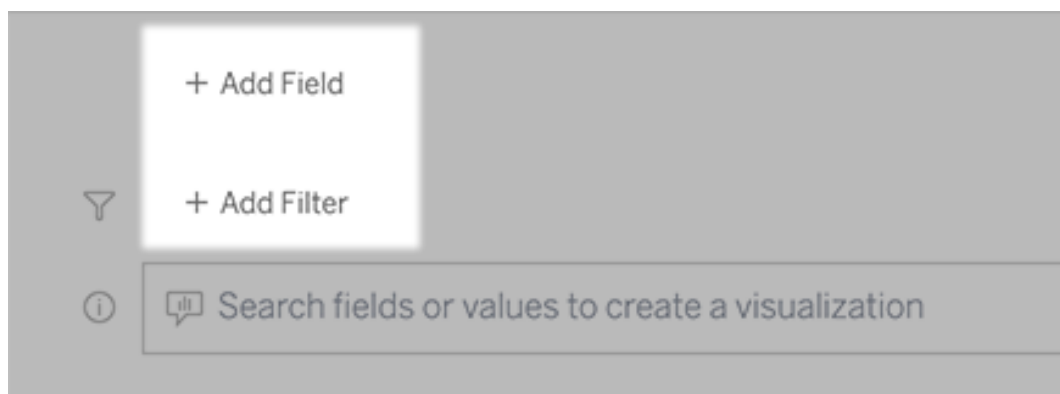 + Add Field
+ Add Filter
Search fields or values to create a visualization